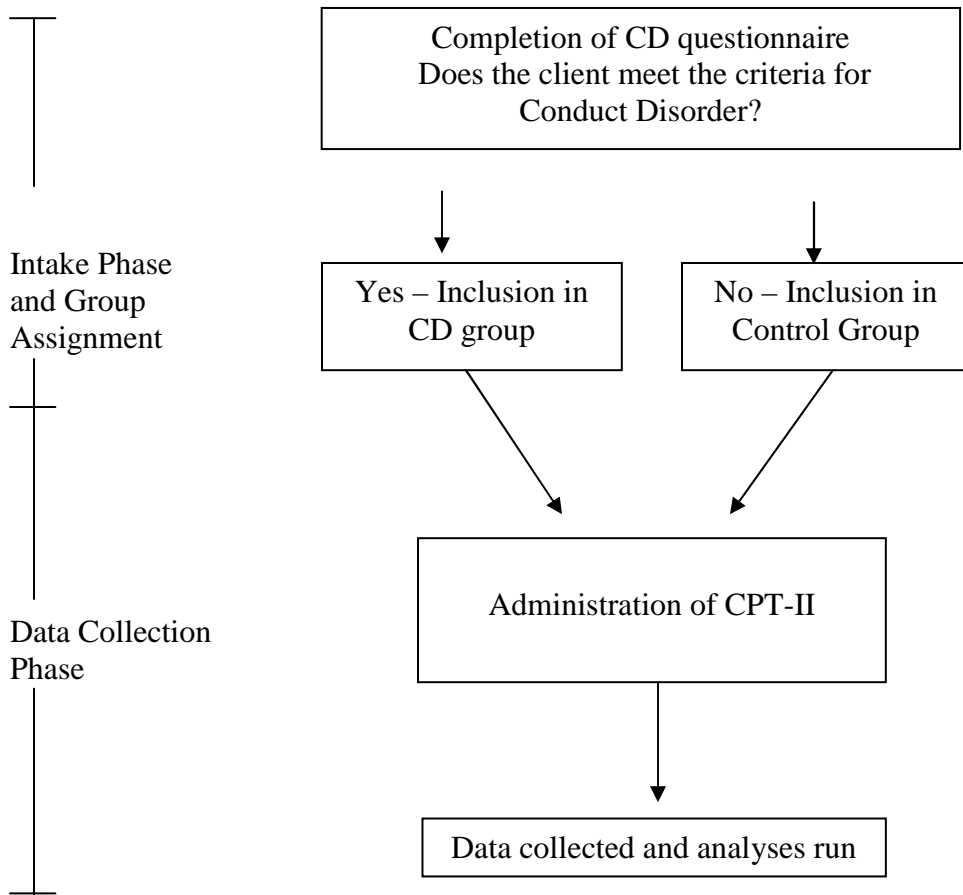 Completion of CD questionnaire
Does the client meet the criteria for
Conduct Disorder?
Intake Phase
and Group
Assignment
Yes – Inclusion in
CD group
No – Inclusion in
Control Group
Administration of CPT-II
Data Collection
Phase
Data collected and analyses run